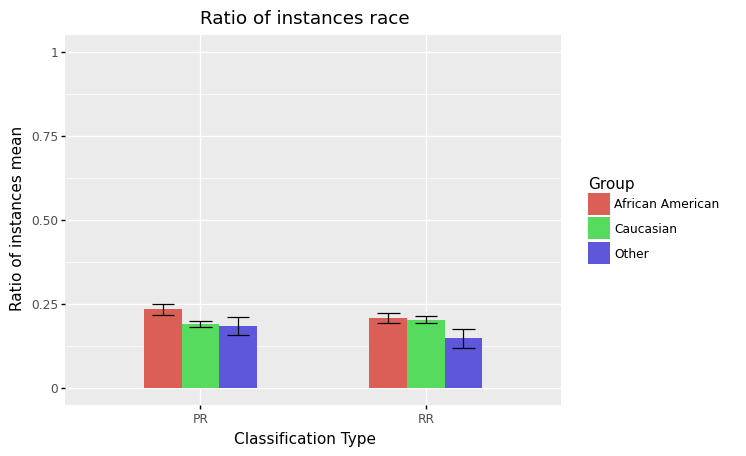 Ratio of instances race
1
0.75
0.50
0.25
0
Ratio of instances mean
PR
RR
Classification Type
Group
African American
Caucasian
Other